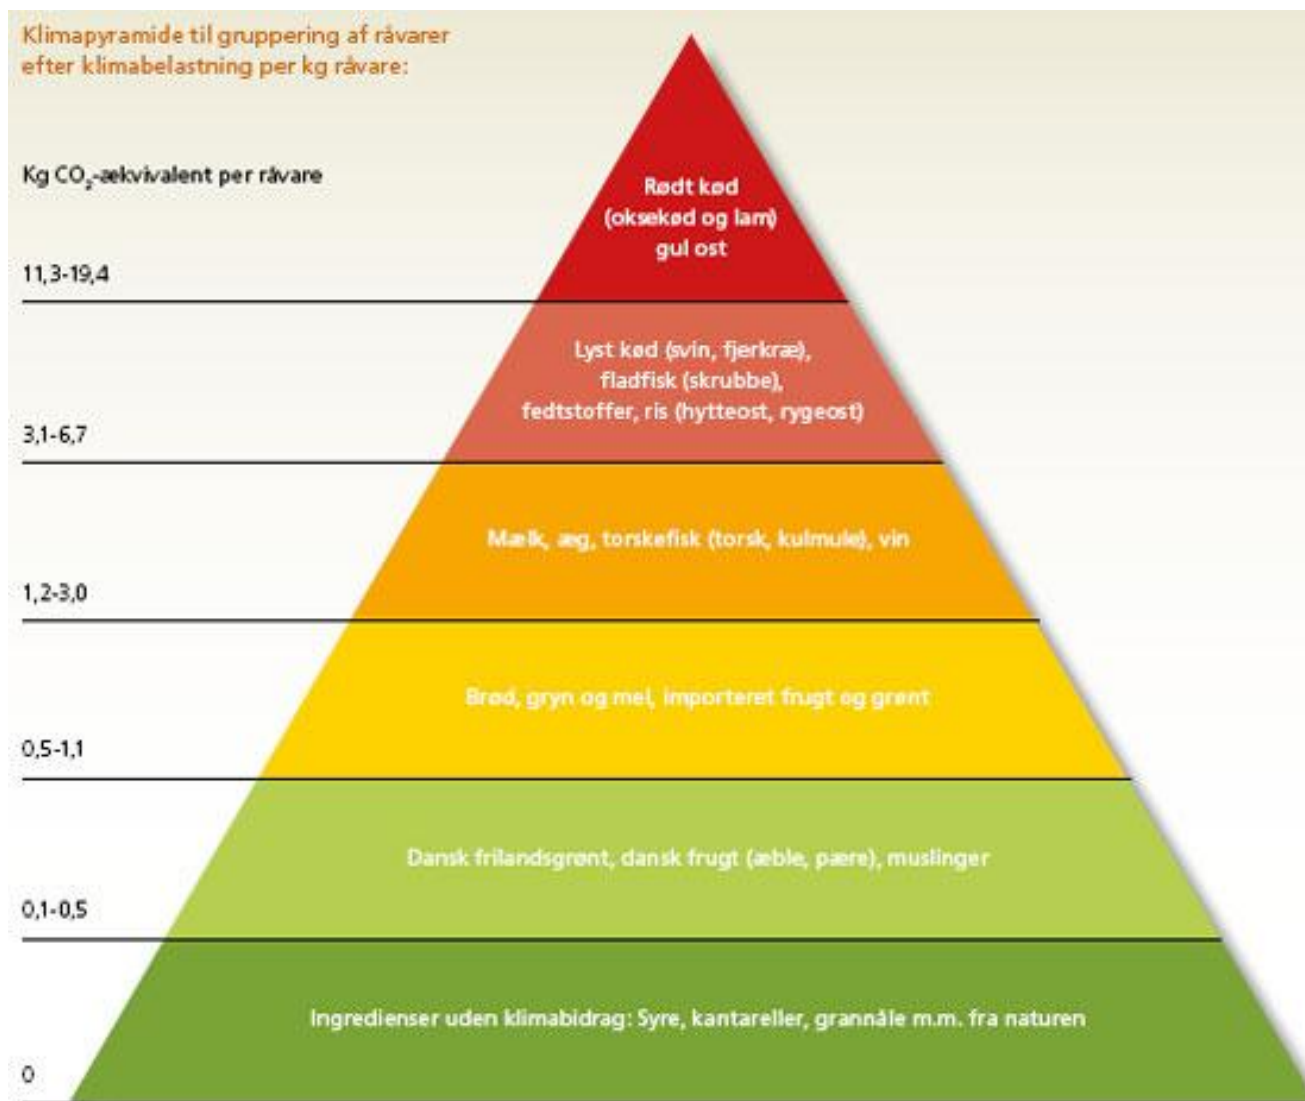 Klimapyramide til gruppering af råvarer
efter klimabelastning per kg råvare:
Kg CO₂-ækvivalent per råvare
Rødt kød
(oksekød og lam)
gul ost
11,3-19,4
Lyst kød (svin, fjerkræ),
fladfisk (skrubbe),
fedtstoffer, ris (hytteost, rygeost)
3,1-6,7
Mælk, æg, torskefisk (torsk, kulmule), vin
1,2-3,0
Brød, gryn og mel, importeret frugt og grønt
0,5-1,1
Dansk frilandsgrønt, dansk frugt (æble, pære), muslinger
0,1-0,5
Ingredienser uden klimabidrag: Syre, kantareller, grannåle m.m. fra naturen
0